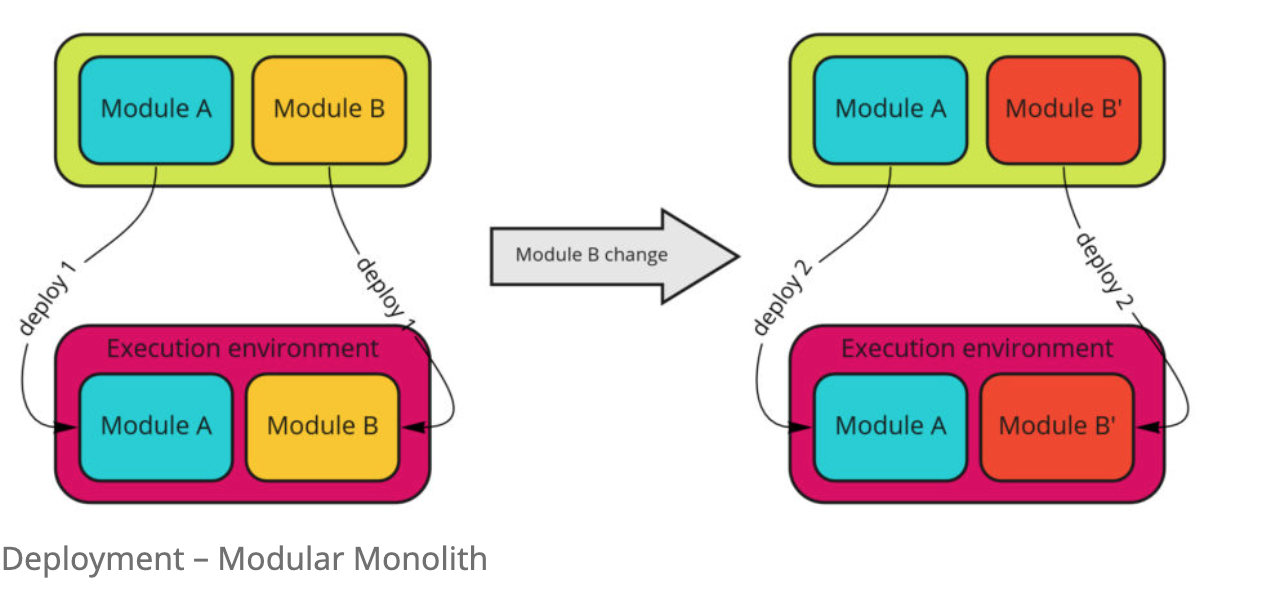 Module A
Module B
deploy 1
deploy 1
Execution environment
Module A
Module B
Module B change
Module A
Module B'
deploy 2
deploy 2
Execution environment
Module A
Module B'
Deployment – Modular Monolith